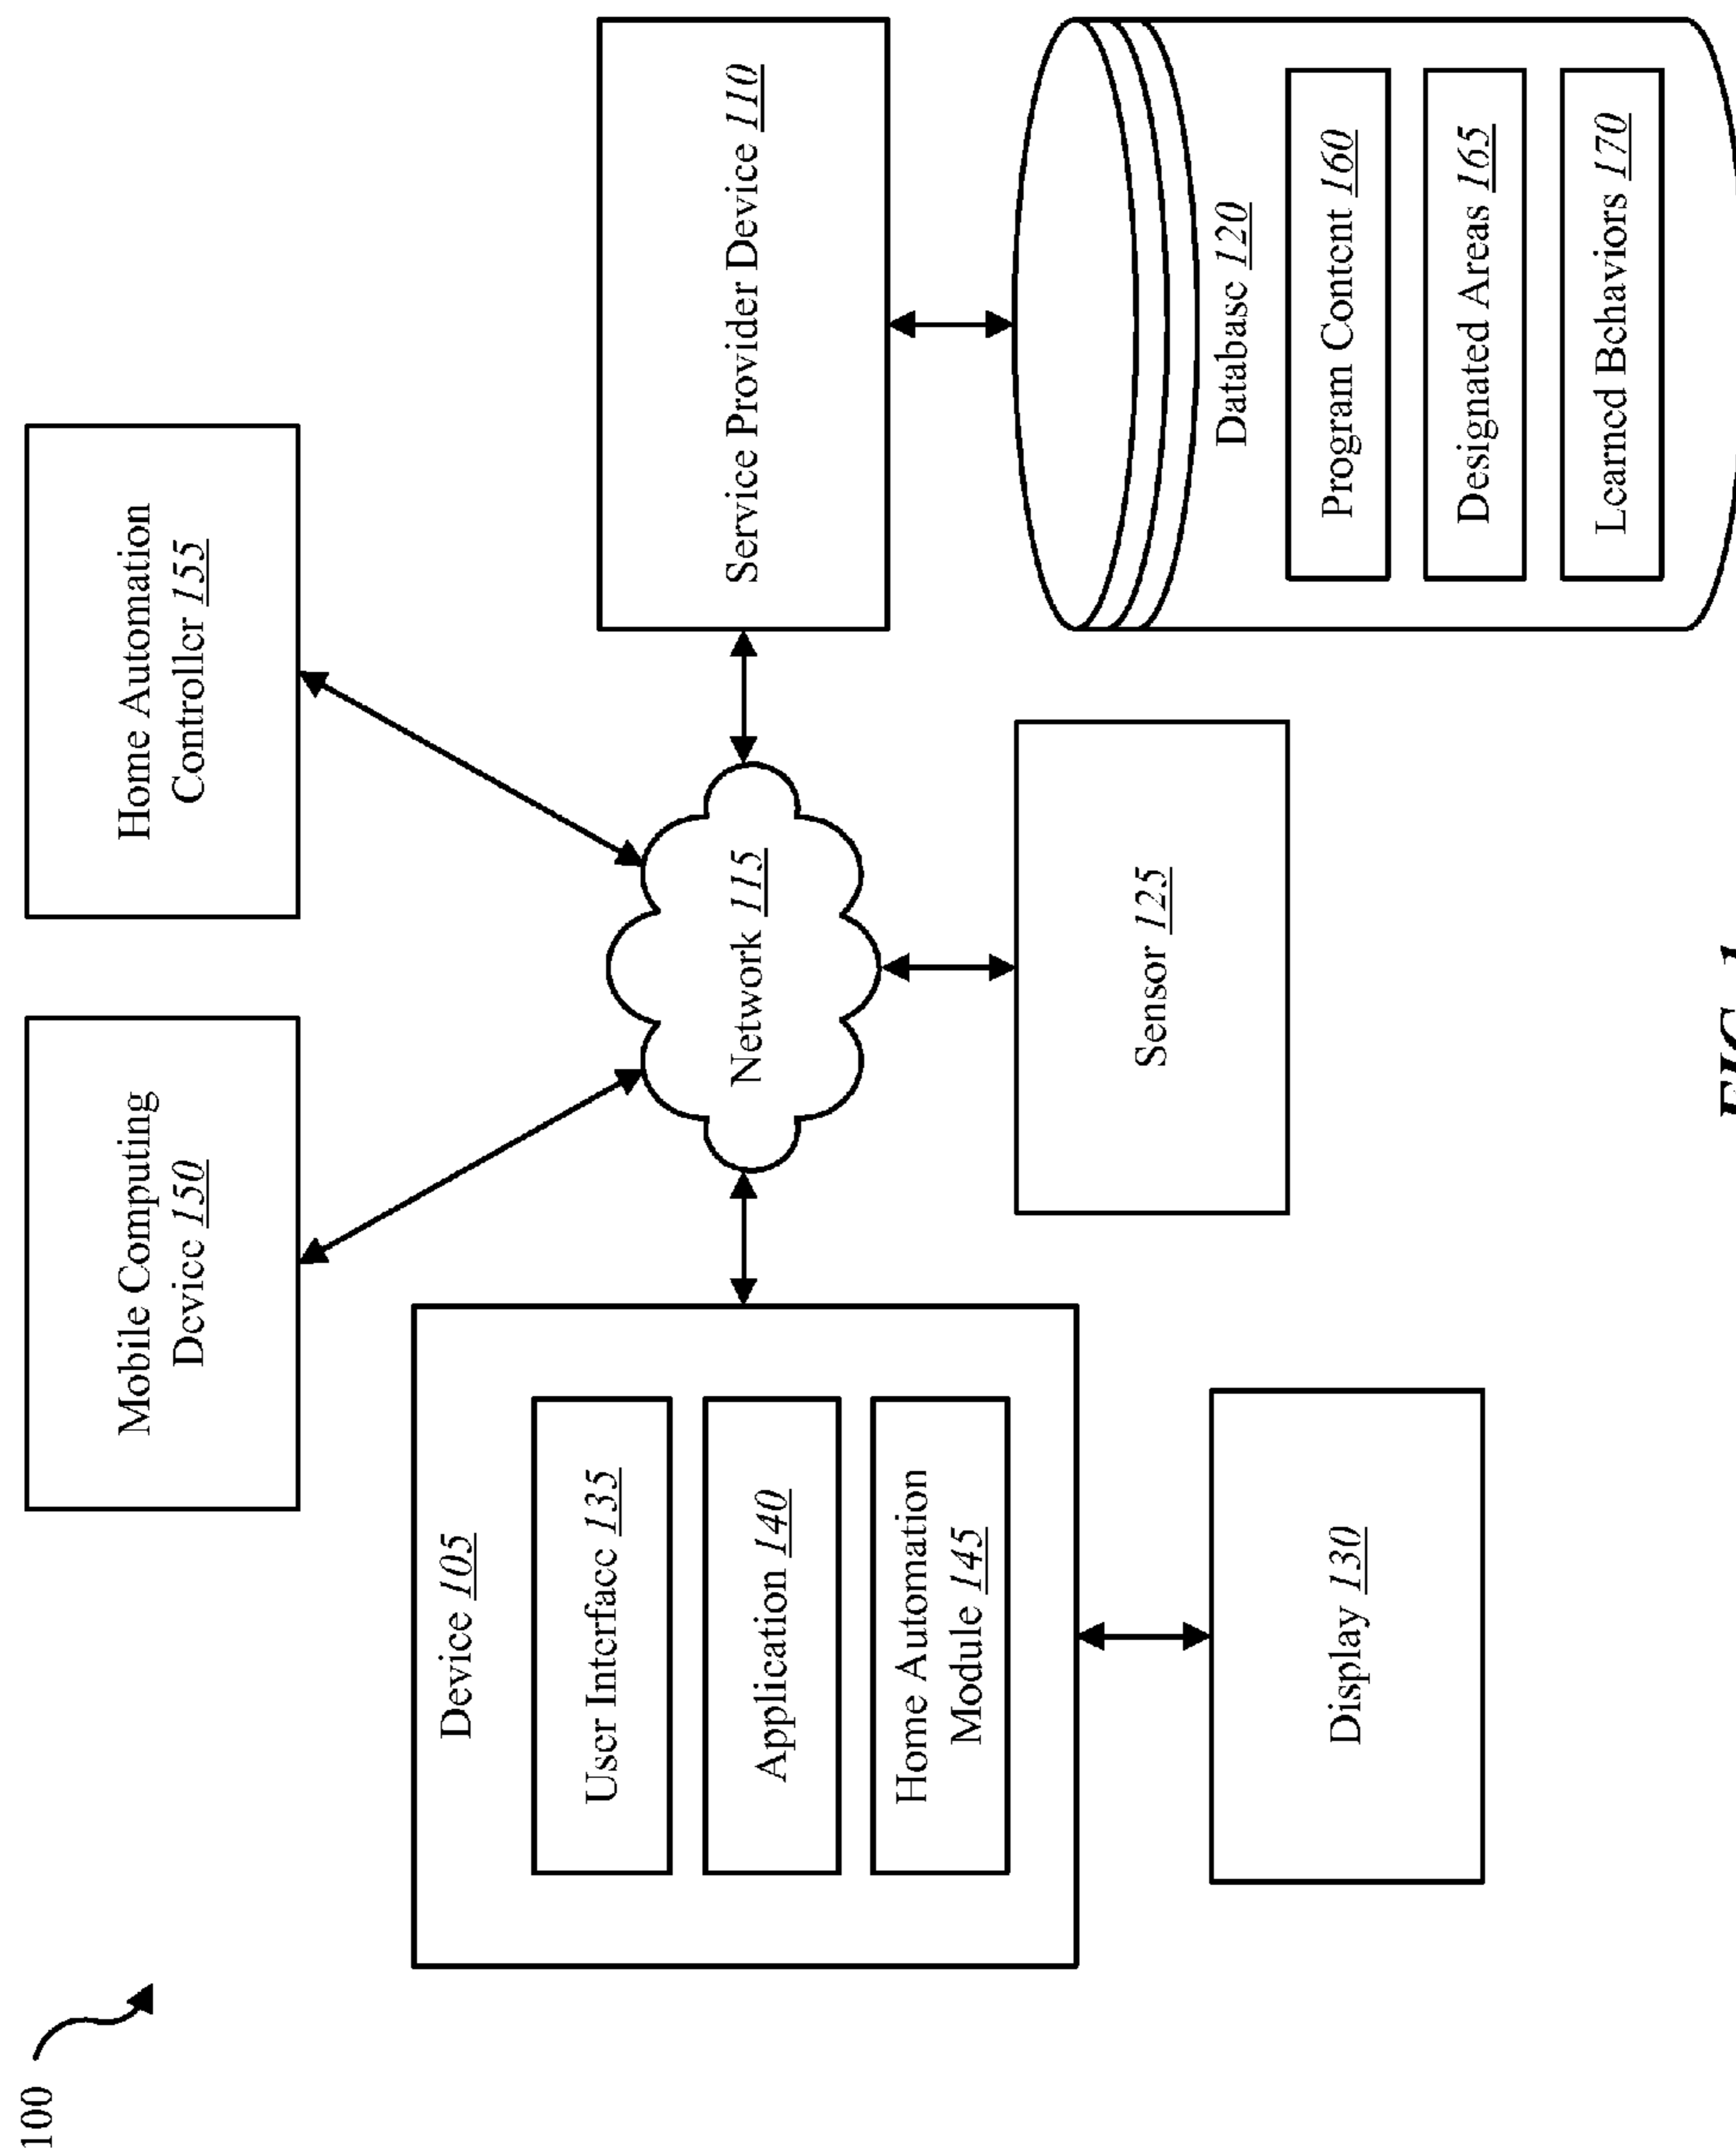 100
Mobile Computing
Device 150
Home Automation
Controller 155
Device 105
User Interface 135
Application 140
Home Automation
Module 145
Network 115
Service Provider Device 110
Sensor 125
Display 130
Database 120
Program Content 160
Designated Areas 165
Learned Behaviors 170
FIG. 1